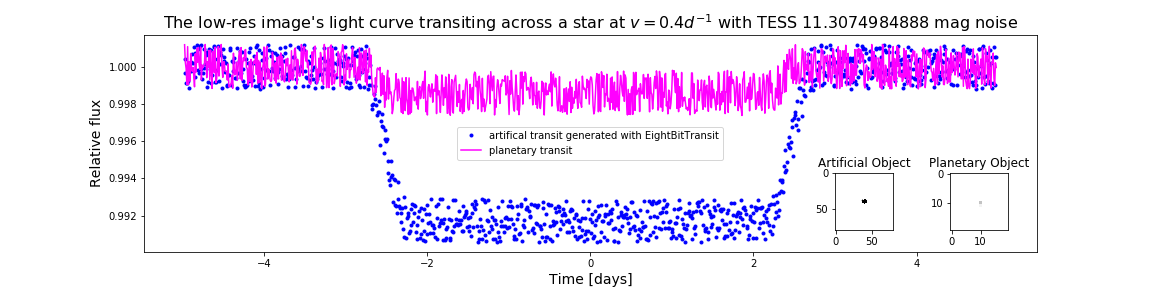 The low-res image's light curve transiting across a star at v = 0.4d⁻¹ with TESS 11.3074984888 mag noise
Relative flux
1.000
0.998
0.996
0.994
0.992
artifical transit generated with EightBitTransit
planetary transit
Artificial Object
0
50
0
50
Planetary Object
0
10
0
10
−4
−2
0
2
4
Time [days]